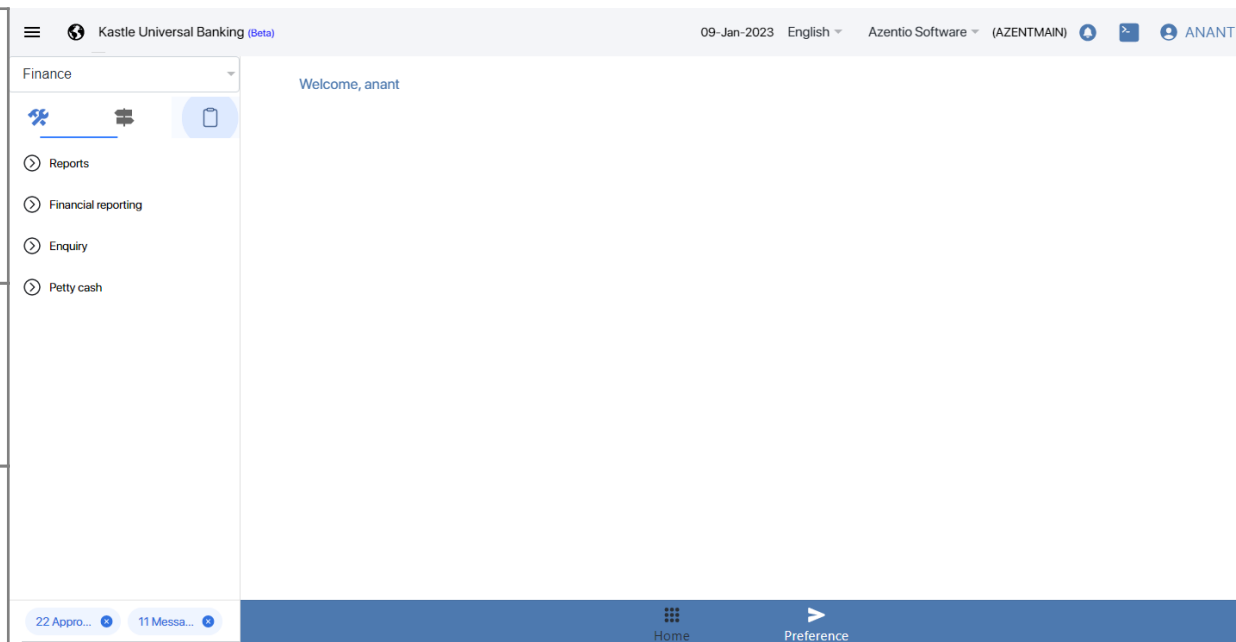 Kastle Universal Banking (Beta) 09-Jan-2023 English Azentio Software (AZENTMAIN) ANANT
Finance
Welcome, anant
Reports
Financial reporting
Enquiry
Petty cash
22 Appro... 11 Messa...
Home Preference